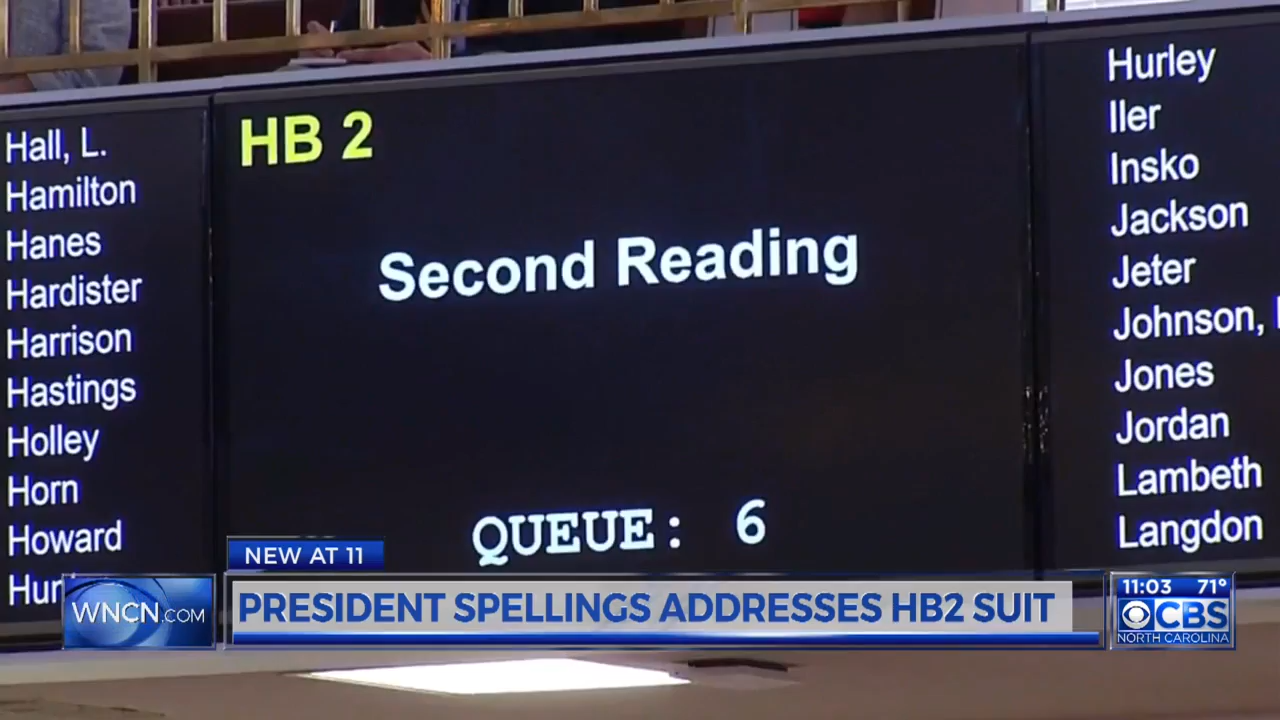 Hall, L.
Hamilton
Hanes
Hardister
Harrison
Hastings
Holley
Horn
Howard
HB 2
Second Reading
QUEUE: 6
Hurley
Iler
Insko
Jackson
Jeter
Johnson,
Jones
Jordan
Lambeth
Langdon
NEW AT 11
WNCN.COM
PRESIDENT SPELLINGS ADDRESSES HB2 SUIT
11:03 71°
CBS
NORTH CAROLINA